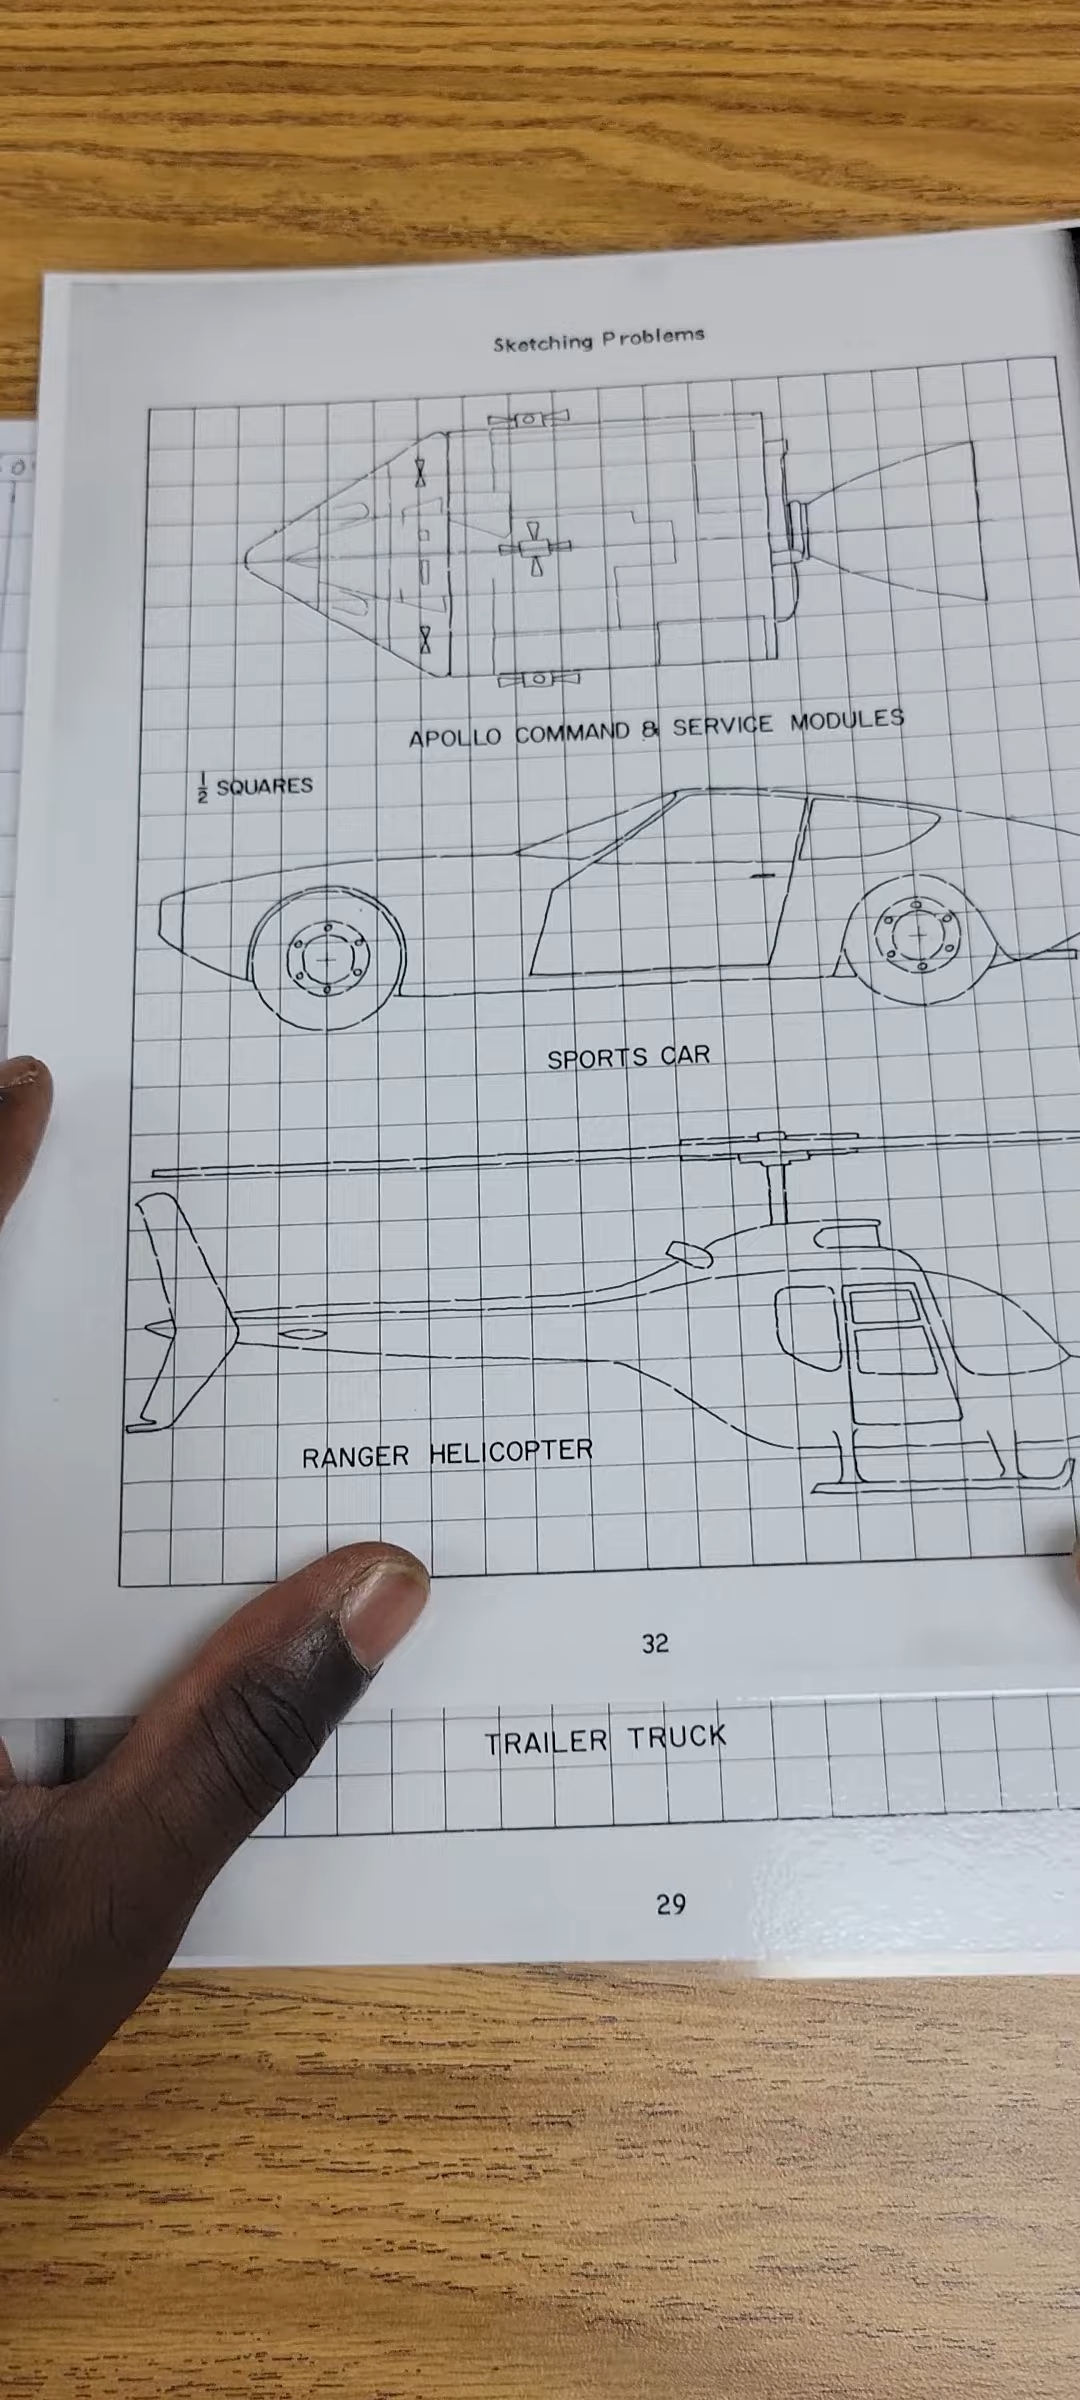 Sketching Problems
APOLLO COMMAND & SERVICE MODULES
½ SQUARES
SPORTS CAR
RANGER HELICOPTER
32
TRAILER TRUCK
29